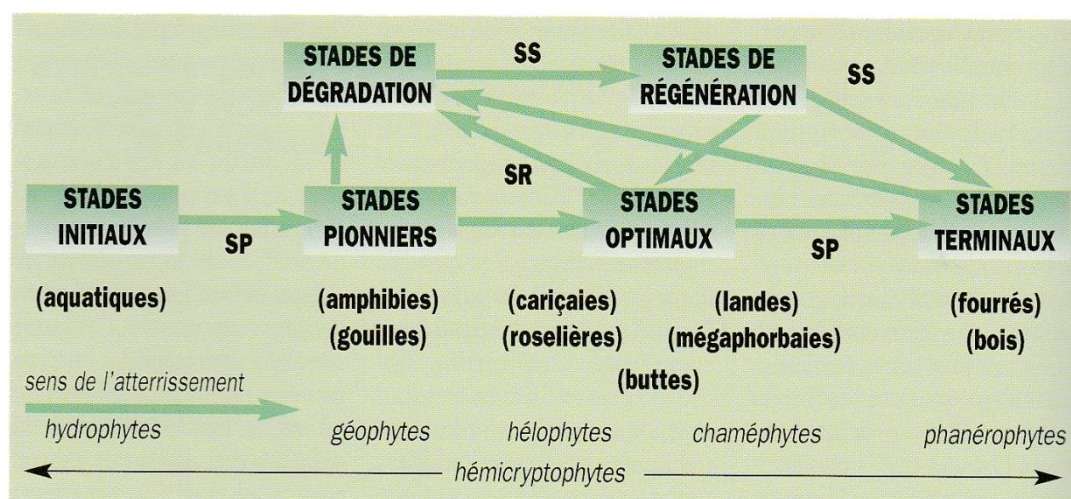 STADES DE
DÉGRADATION
SS
STADES DE
RÉGÉNÉRATION
SS
SR
STADES
INITIAUX
SP
STADES
PIONNIERS
STADES
OPTIMAUX
SP
STADES
TERMINAUX
(aquatiques)
(amphibies)
(gouilles)
(cariçaies)
(roselières)
(landes)
(mégaphorbaies)
(fourrés)
(bois)
(buttes)
sens de l'atterrissement
hydrophytes
géophytes
hélophytes
chaméphytes
phanérophytes
hémicryptophytes